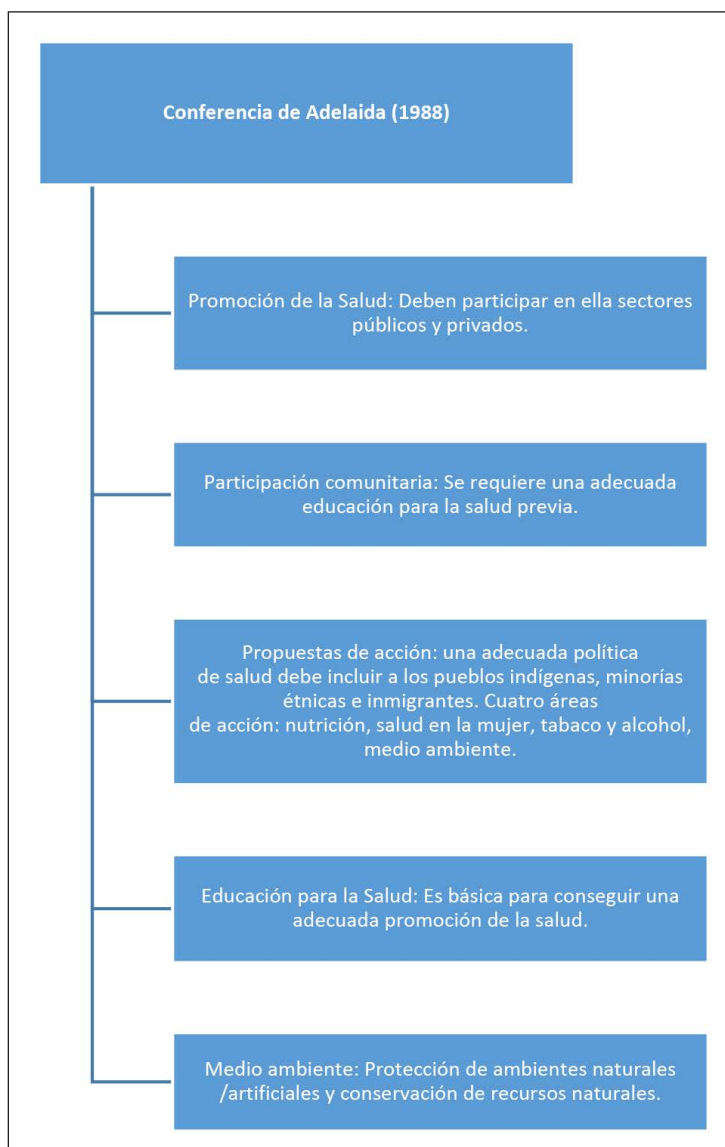 Conferencia de Adelaida (1988)
Promoción de la Salud: Deben participar en ella sectores
públicos y privados.
Participación comunitaria: Se requiere una adecuada
educación para la salud previa.
Propuestas de acción: una adecuada política
de salud debe incluir a los pueblos indígenas, minorías
étnicas e inmigrantes. Cuatro áreas
de acción: nutrición, salud en la mujer, tabaco y alcohol,
medio ambiente.
Educación para la Salud: Es básica para conseguir una
adecuada promoción de la salud.
Medio ambiente: Protección de ambientes naturales
/artificiales y conservación de recursos naturales.